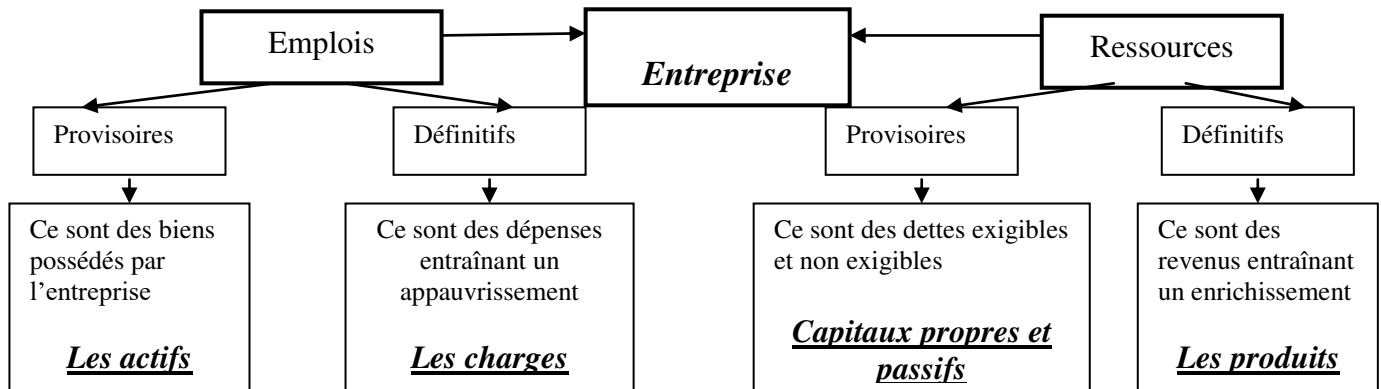 Emplois
Entreprise
Ressources
Provisoires
Définitifs
Provisoires
Définitifs
Ce sont des biens
possédés par
l’entreprise
Les actifs
Ce sont des dépenses
entraînant un
appauvrissement
Les charges
Ce sont des dettes exigibles
et non exigibles
Capitaux propres et
passifs
Ce sont des
revenus entraînant
un enrichissement
Les produits